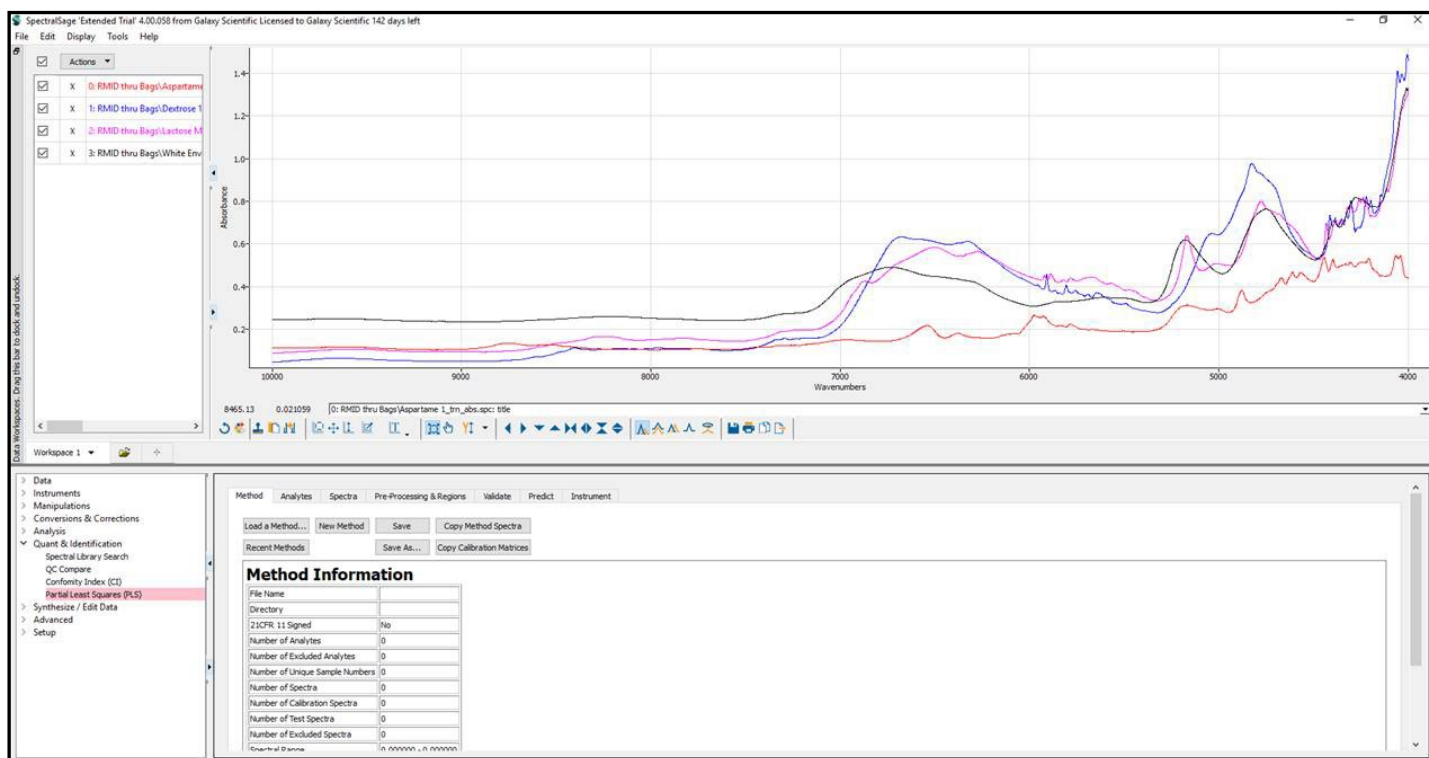 SpectralSage 'Extended Trial' 4.00.058 from Galaxy Scientific Licensed to Galaxy Scientific 142 days left
File Edit Display Tools Help
Data Workspaces. Drag this bar to dock and undock.
Actions
X 0: RMID thru Bags\Aspartame
X 1: RMID thru Bags\Dextrose 1
X 2: RMID thru Bags\Lactose M
X 3: RMID thru Bags\White Env
Absorbance
1.4
1.2
1.0
0.8
0.6
0.4
0.2
10000 9000 8000 7000 6000 5000 4000
Wavenumbers
8465.13 0.021059 0: RMID thru Bags\Aspartame 1_trn_abs.spc: title
Workspace 1
Data
Instruments
Manipulations
Conversions & Corrections
Analysis
Quant & Identification
Spectral Library Search
QC Compare
Confomity Index (CI)
Partial Least Squares (PLS)
Synthesize / Edit Data
Advanced
Setup
Method Analytes Spectra Pre-Processing & Regions Validate Predict Instrument
Load a Method... New Method Save Copy Method Spectra
Recent Methods Save As... Copy Calibration Matrices
Method Information
File Name
Directory
21CFR 11 Signed No
Number of Analytes 0
Number of Excluded Analytes 0
Number of Unique Sample Numbers 0
Number of Spectra 0
Number of Calibration Spectra 0
Number of Test Spectra 0
Number of Excluded Spectra 0
Spectral Range 0.000000 - 0.000000